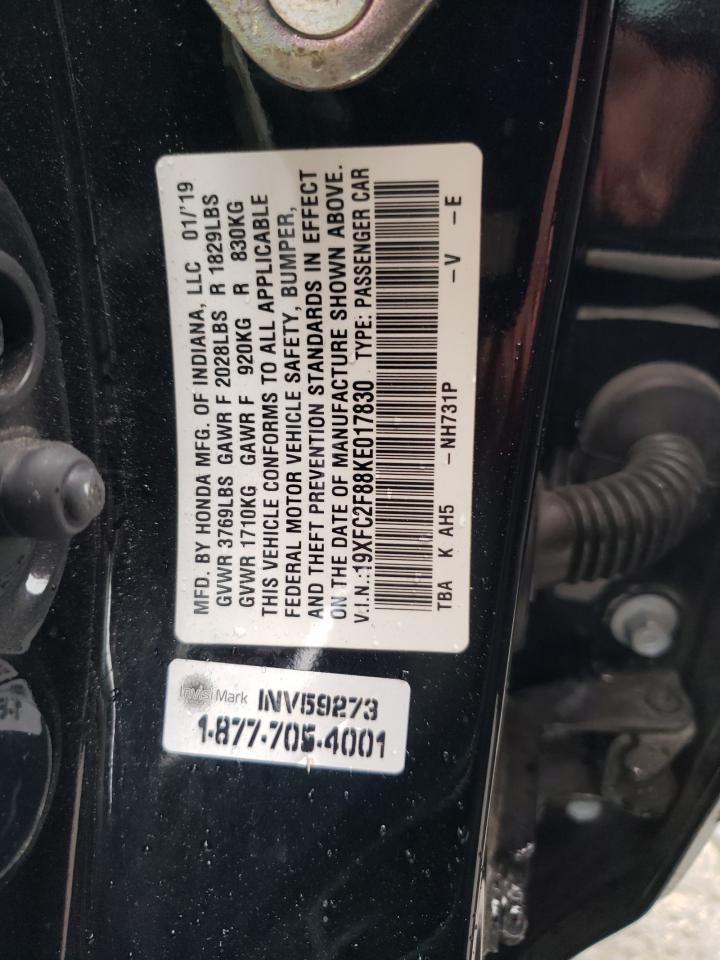 MFD. BY HONDA MFG. OF INDIANA, LLC 01/'19
GVWR 3769LBS GAWR F 2028LBS R 1829LBS
GVWR 1710KG GAWR F 920KG R 830KG
THIS VEHICLE CONFORMS TO ALL APPLICABLE
FEDERAL MOTOR VEHICLE SAFETY, BUMPER,
AND THEFT PREVENTION STANDARDS IN EFFECT
ON THE DATE OF MANUFACTURE SHOWN ABOVE.
V.I.N.:19XFC2F88KE017830 TYPE: PASSENGER CAR
TBA K AH5 –NH731P –V –E
InvisiMark INV59273
1-877-705-4001